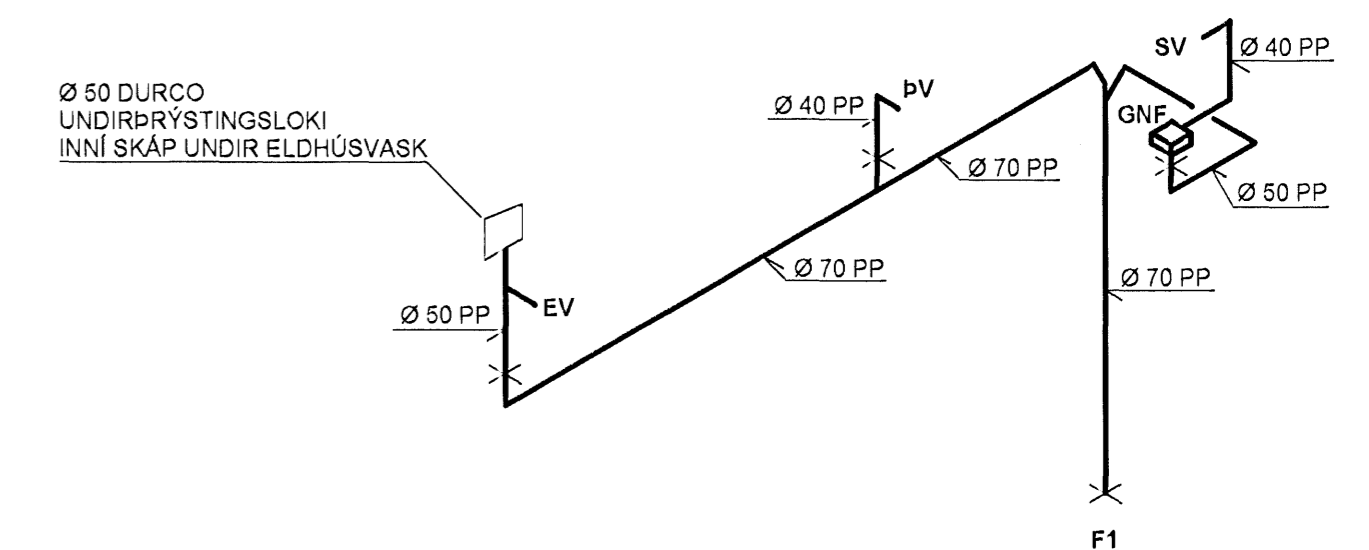 SV
Ø 40 PP
Ø 50 DURCO
UNDIRÞRÝSTINGSLOKI
INNÍ SKÁP UNDIR ELDHÚSVASK
Ø 40 PP
ÞV
GNF
Ø 70 PP
Ø 50 PP
Ø 70 PP
Ø 70 PP
EV
Ø 50 PP
F1